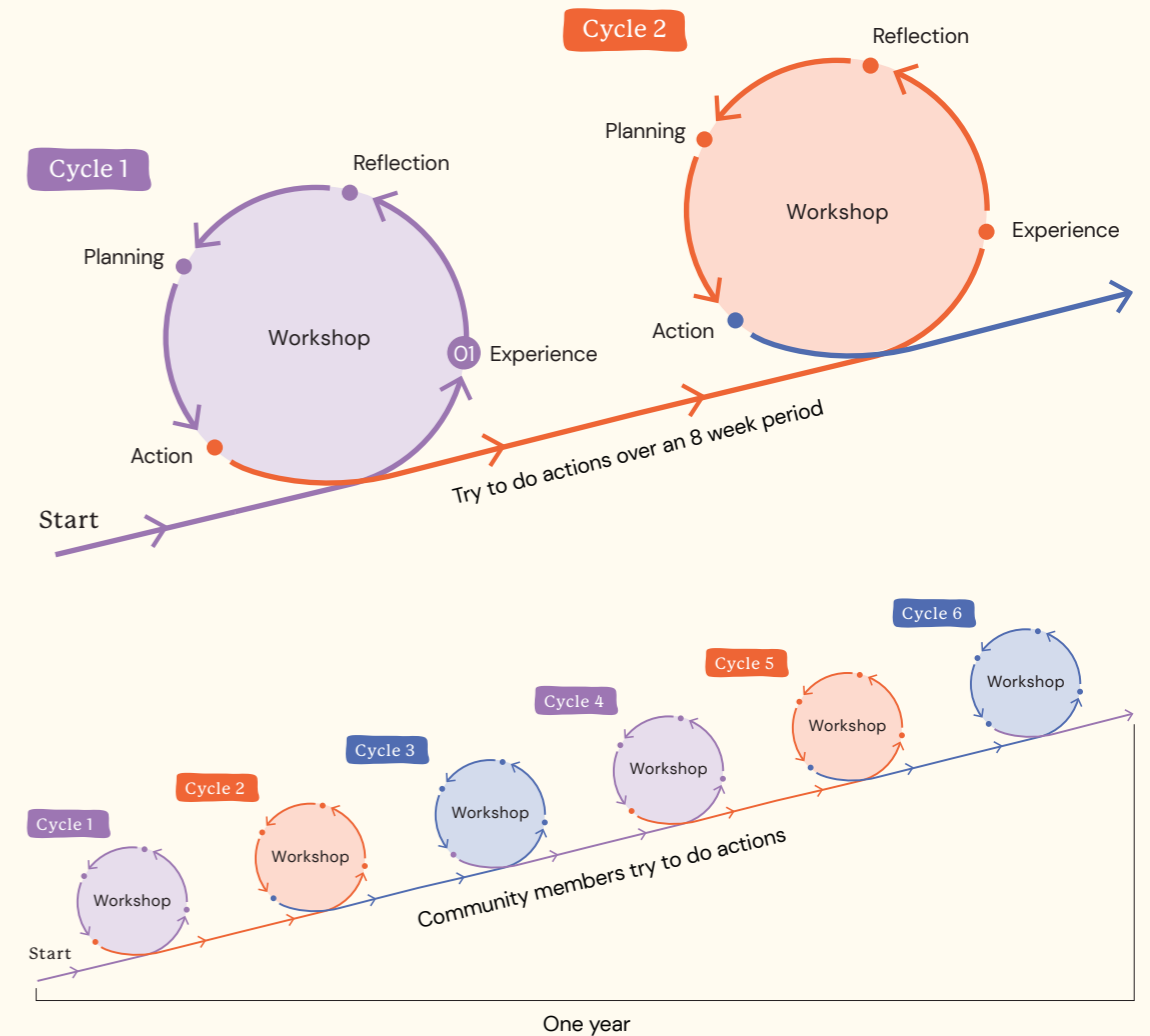 Cycle 2
Reflection
Planning
Workshop
Experience
Action
Cycle 1
Reflection
Planning
Workshop
01
Experience
Action
Try to do actions over an 8 week period
Start
Cycle 6
Workshop
Cycle 5
Workshop
Cycle 4
Workshop
Cycle 3
Workshop
Cycle 2
Workshop
Cycle 1
Workshop
Community members try to do actions
Start
One year